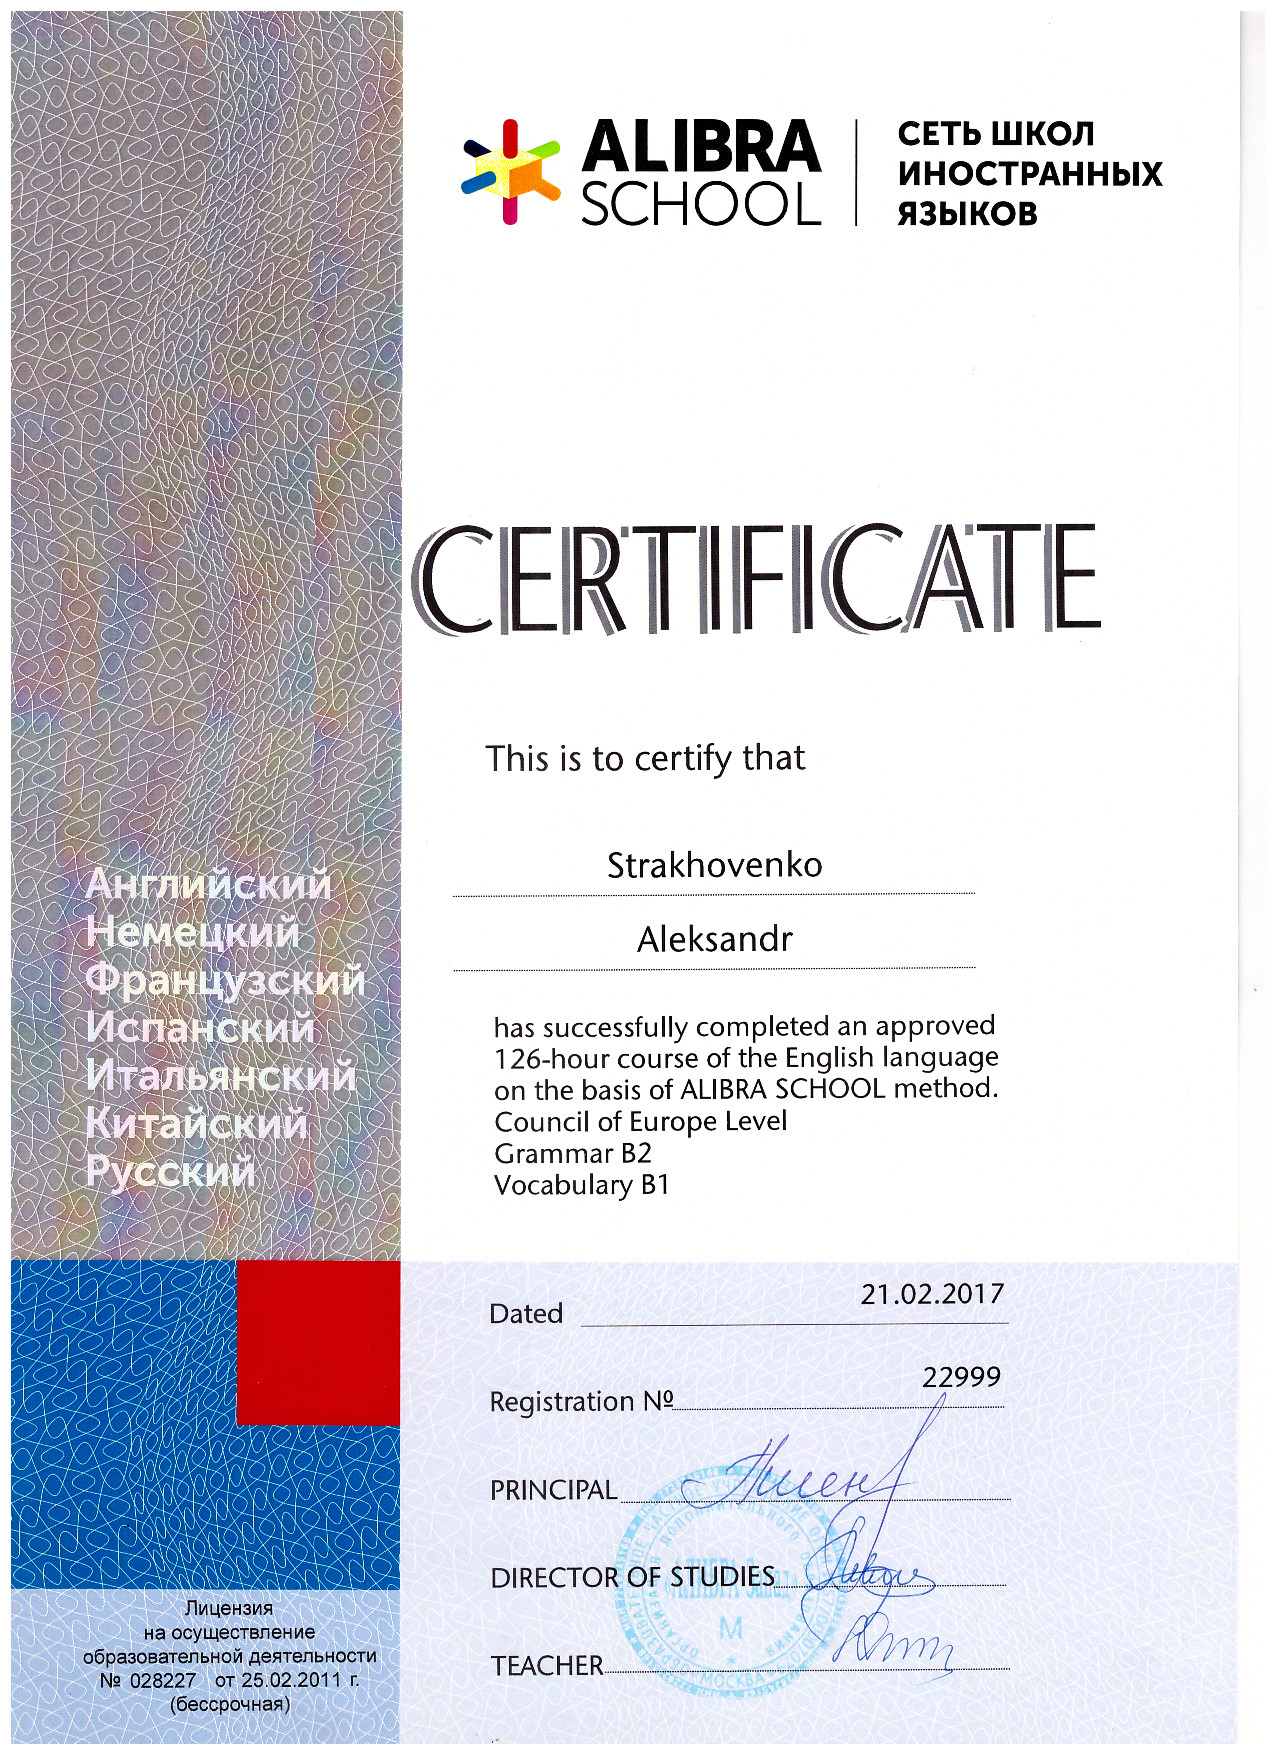 ALIBRA
SCHOOL
СЕТЬ ШКОЛ
ИНОСТРАННЫХ
ЯЗЫКОВ
CERTIFICATE
This is to certify that
Strakhovenko
Aleksandr
has successfully completed an approved
126-hour course of the English language
on the basis of ALIBRA SCHOOL method.
Council of Europe Level
Grammar B2
Vocabulary B1
Английский
Немецкий
Французский
Испанский
Итальянский
Китайский
Русский
Dated 21.02.2017
Registration № 22999
PRINCIPAL
DIRECTOR OF STUDIES
TEACHER
М
МОСКВА
Лицензия
на осуществление
образовательной деятельности
№ 028227 от 25.02.2011 г.
(бессрочная)